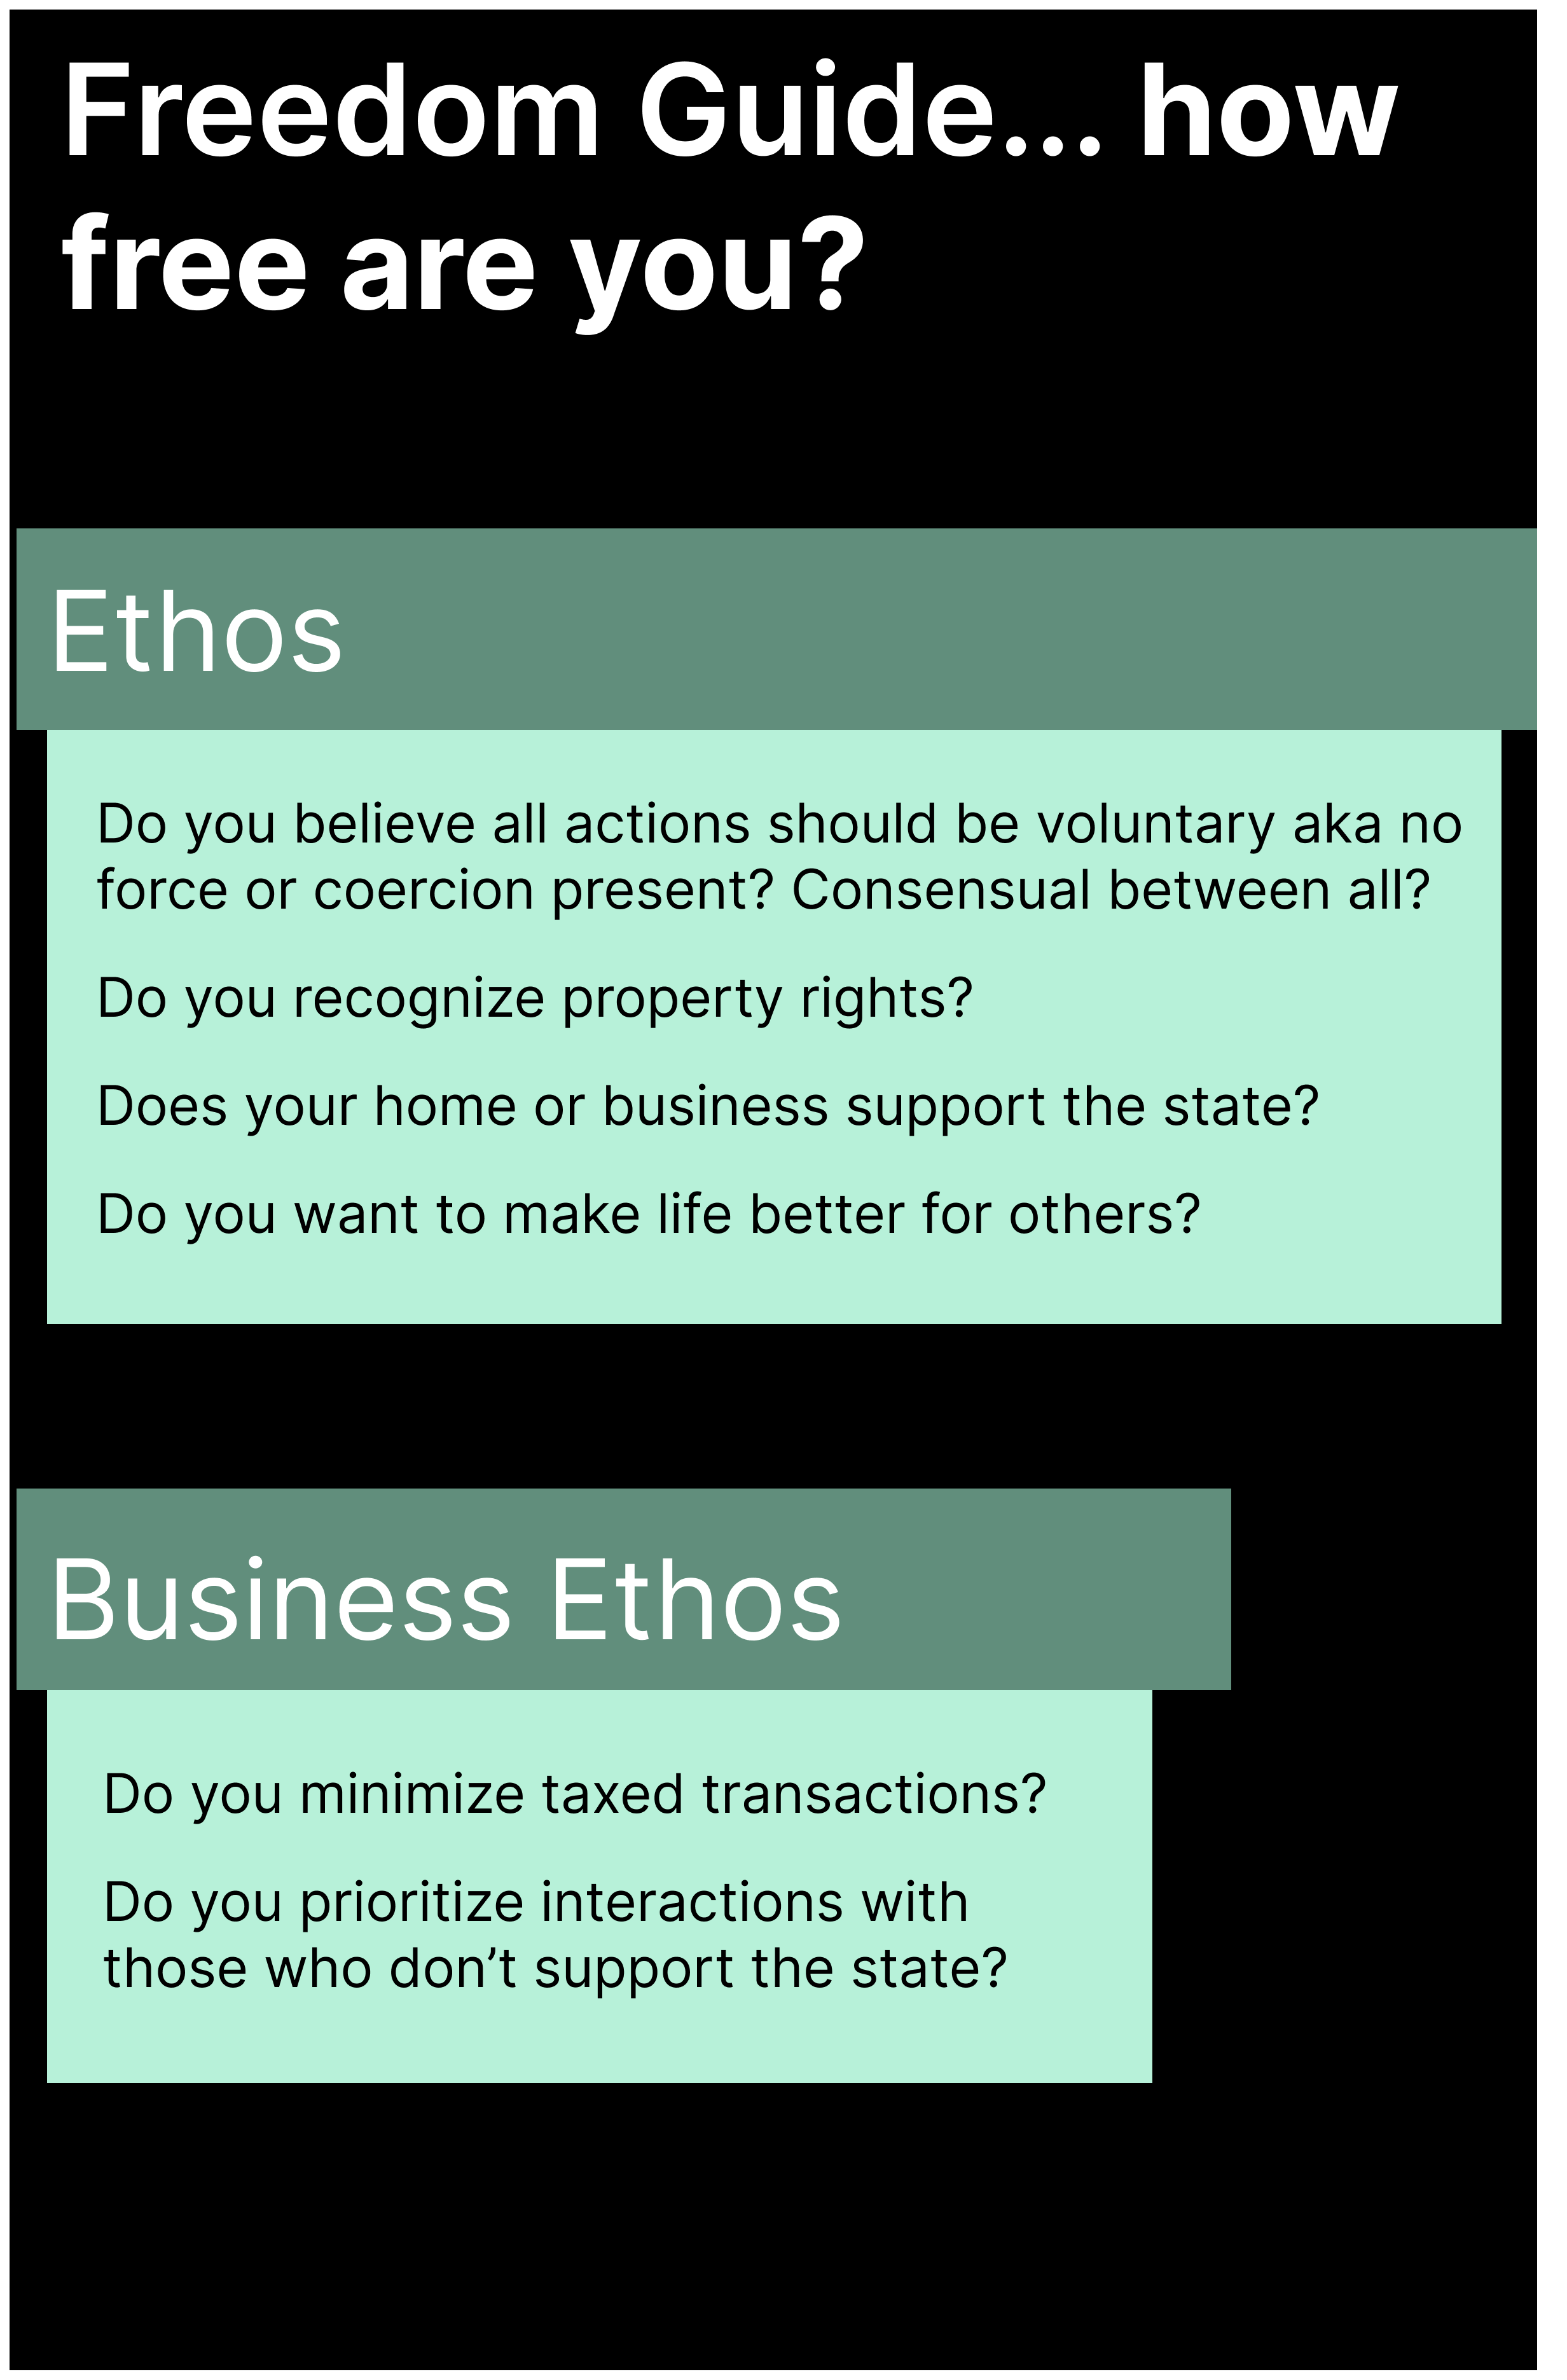 Freedom Guide... how
free are you?
Ethos
Do you believe all actions should be voluntary aka no
force or coercion present? Consensual between all?
Do you recognize property rights?
Does your home or business support the state?
Do you want to make life better for others?
Business Ethos
Do you minimize taxed transactions?
Do you prioritize interactions with
those who don’t support the state?